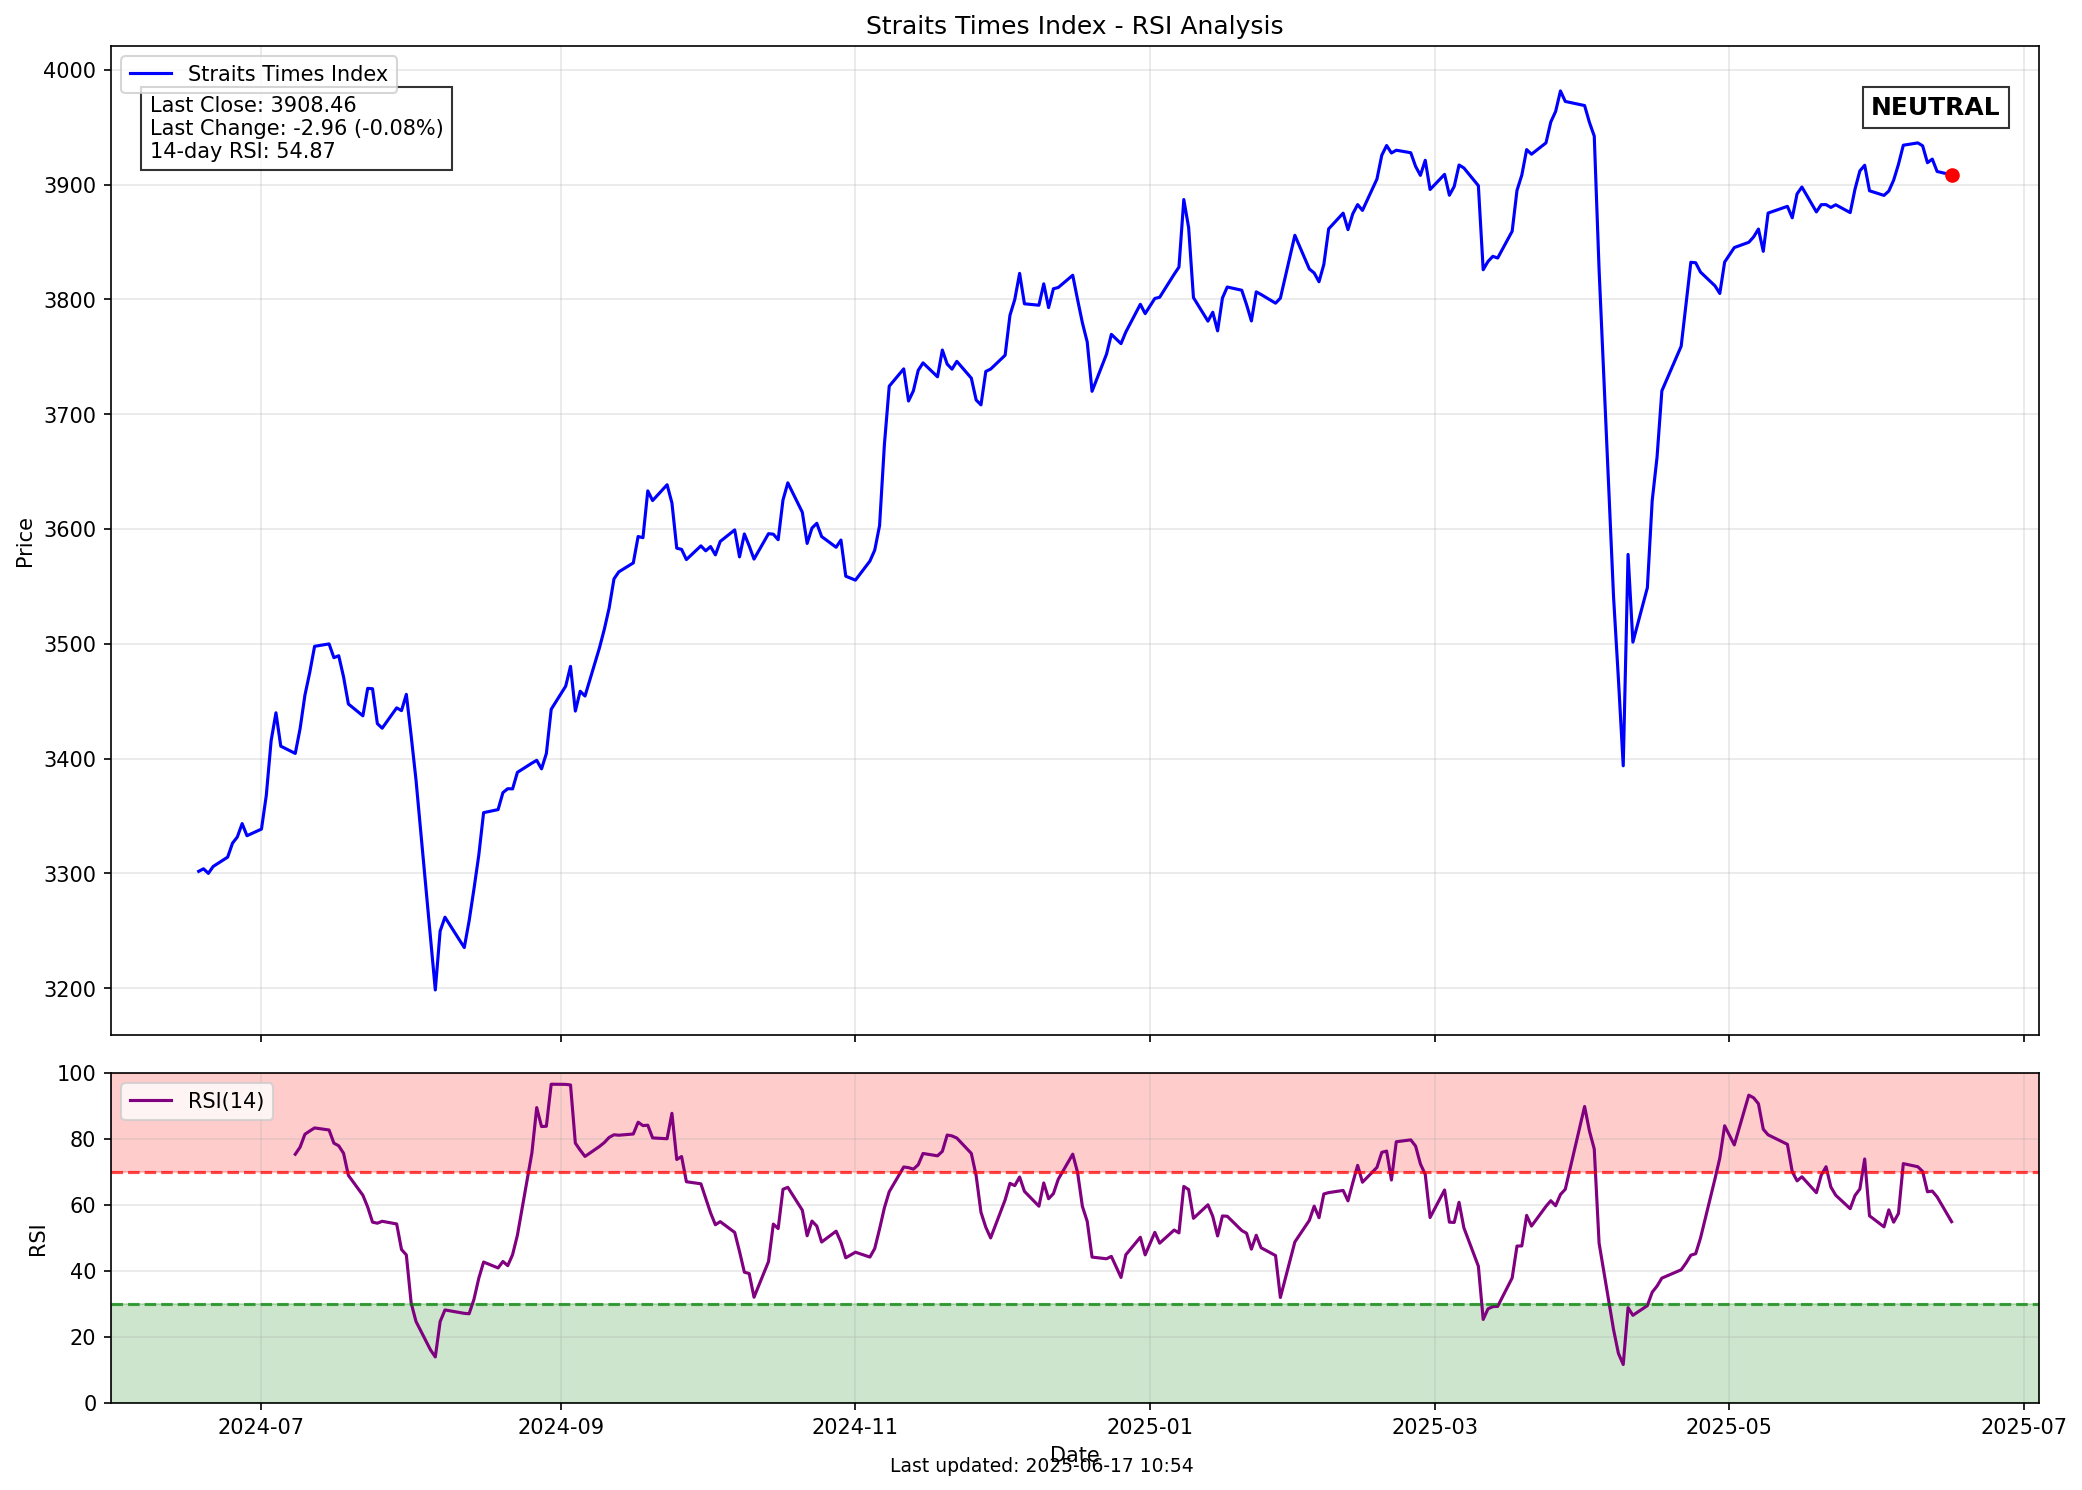 Straits Times Index - RSI Analysis
Straits Times Index
Last Close: 3908.46
Last Change: -2.96 (-0.08%)
14-day RSI: 54.87
NEUTRAL
Price
4000
3900
3800
3700
3600
3500
3400
3300
3200
RSI(14)
RSI
100
80
60
40
20
0
2024-07
2024-09
2024-11
2025-01
2025-03
2025-05
2025-07
Date
Last updated: 2025-06-17 10:54